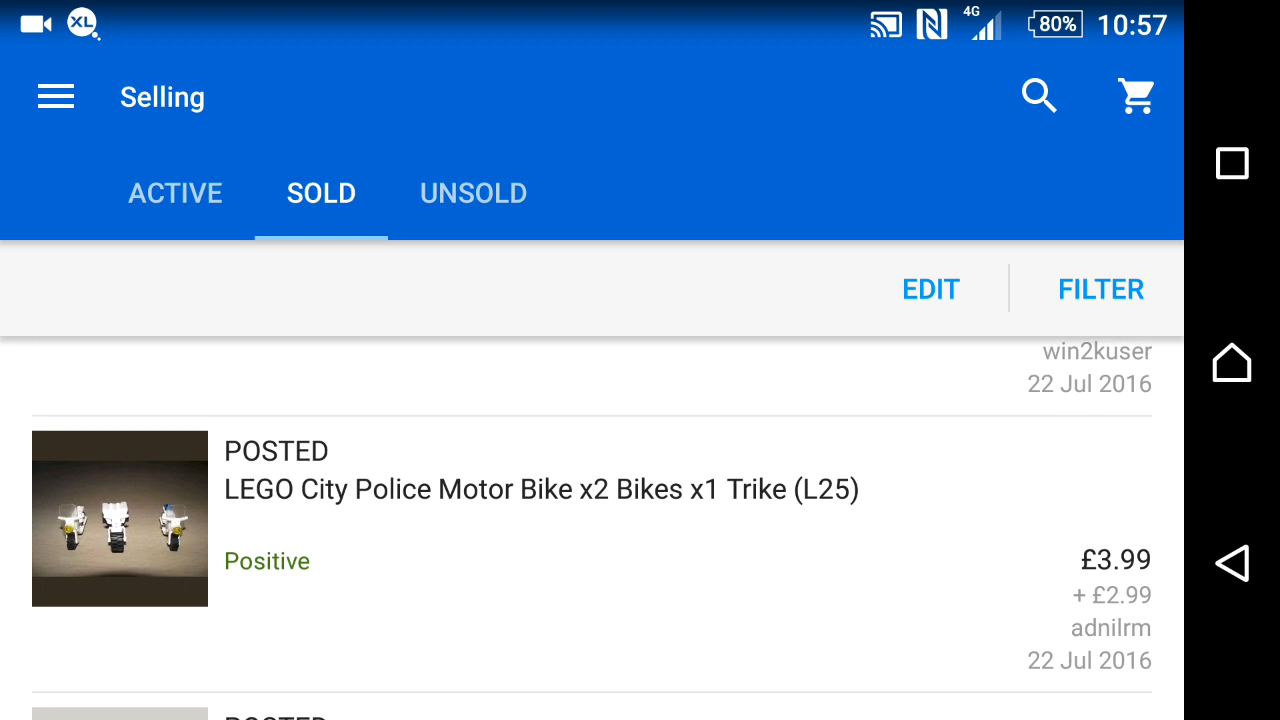 XL
4G
80%
10:57
Selling
ACTIVE SOLD UNSOLD
EDIT FILTER
win2kuser
22 Jul 2016
POSTED
LEGO City Police Motor Bike x2 Bikes x1 Trike (L25)
Positive
£3.99
+ £2.99
adnilrm
22 Jul 2016
POSTED